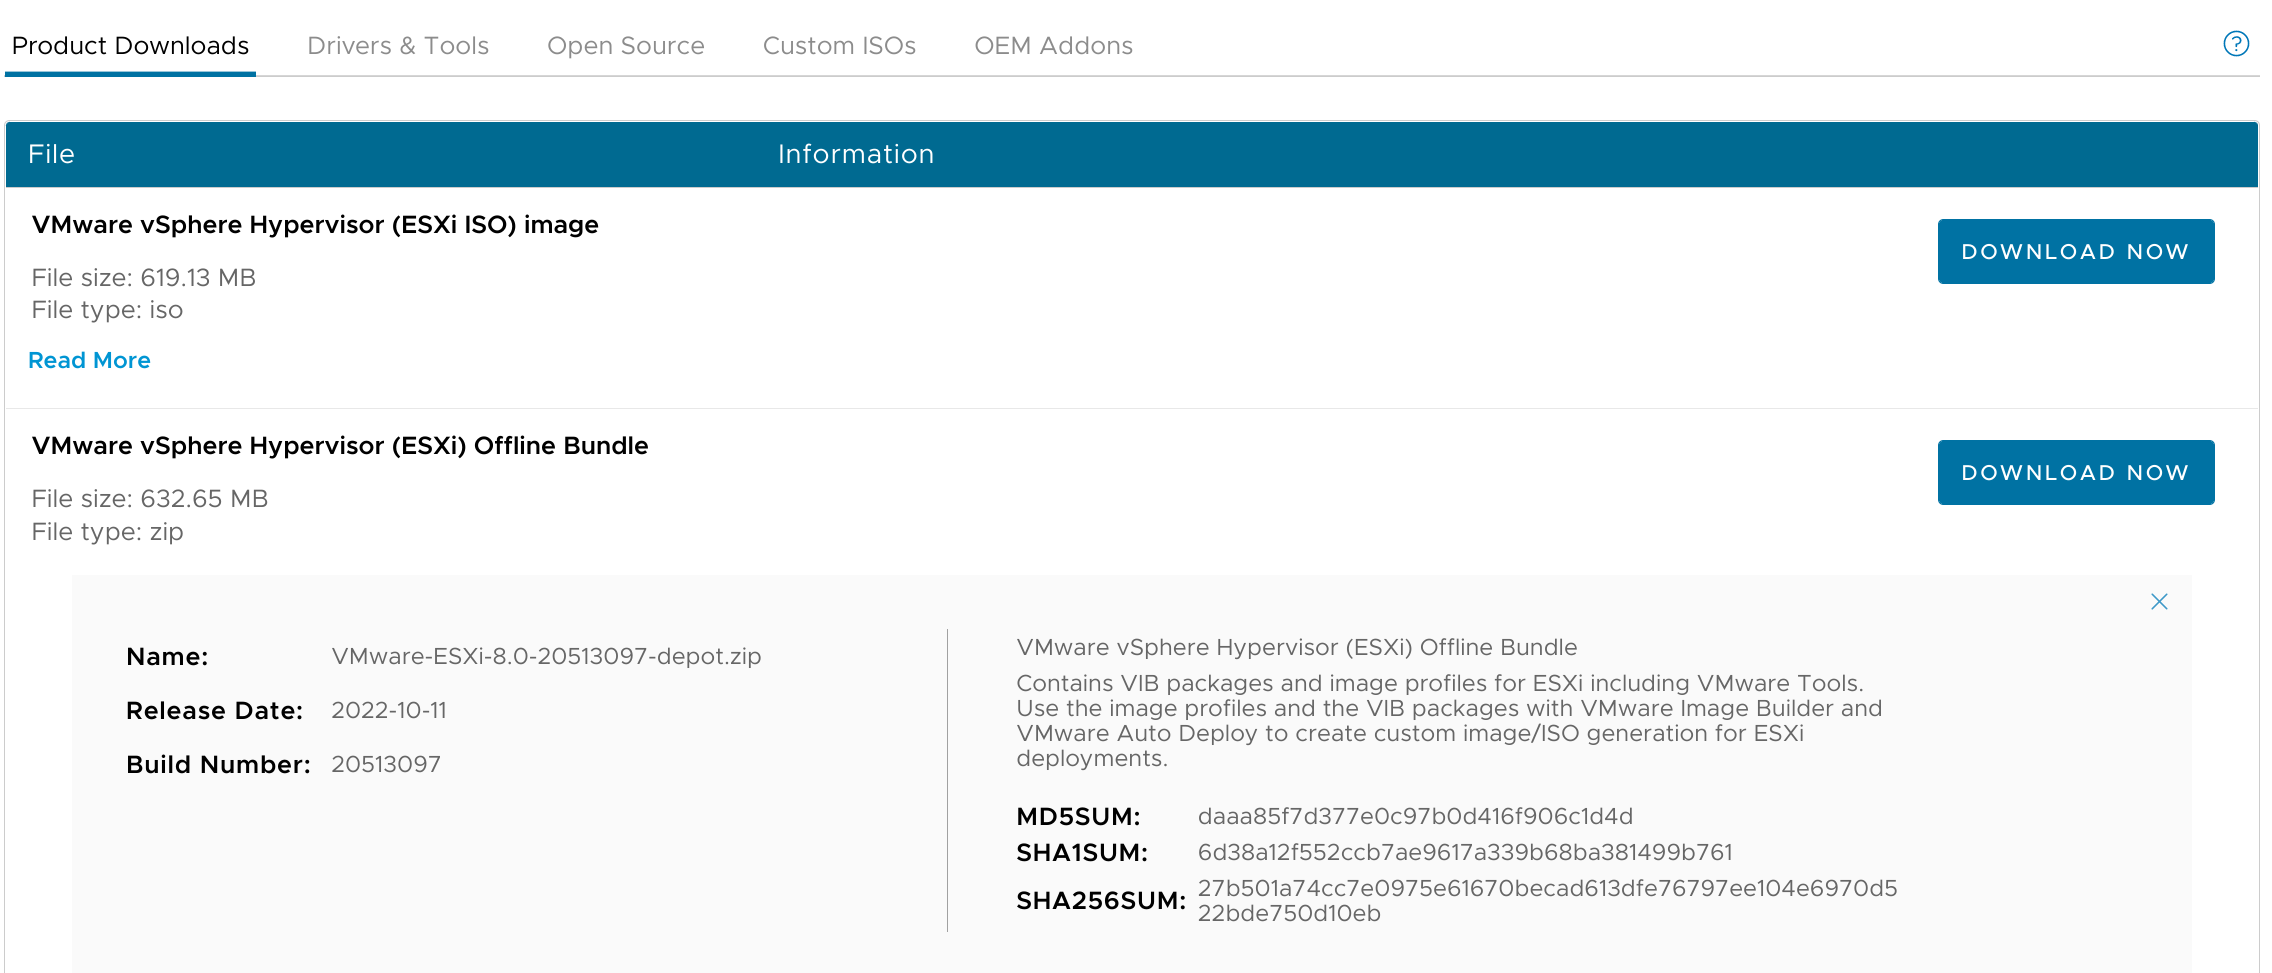 Product Downloads Drivers & Tools Open Source Custom ISOs OEM Addons ?
File Information
VMware vSphere Hypervisor (ESXi ISO) image
DOWNLOAD NOW
File size: 619.13 MB
File type: iso
Read More
VMware vSphere Hypervisor (ESXi) Offline Bundle
DOWNLOAD NOW
File size: 632.65 MB
File type: zip
Name: VMware-ESXi-8.0-20513097-depot.zip
Release Date: 2022-10-11
Build Number: 20513097
VMware vSphere Hypervisor (ESXi) Offline Bundle
Contains VIB packages and image profiles for ESXi including VMware Tools.
Use the image profiles and the VIB packages with VMware Image Builder and
VMware Auto Deploy to create custom image/ISO generation for ESXi
deployments.
MD5SUM: daaa85f7d377e0c97b0d416f906c1d4d
SHA1SUM: 6d38a12f552ccb7ae9617a339b68ba381499b761
SHA256SUM: 27b501a74cc7e0975e61670becad613dfe76797ee104e6970d5
22bde750d10eb